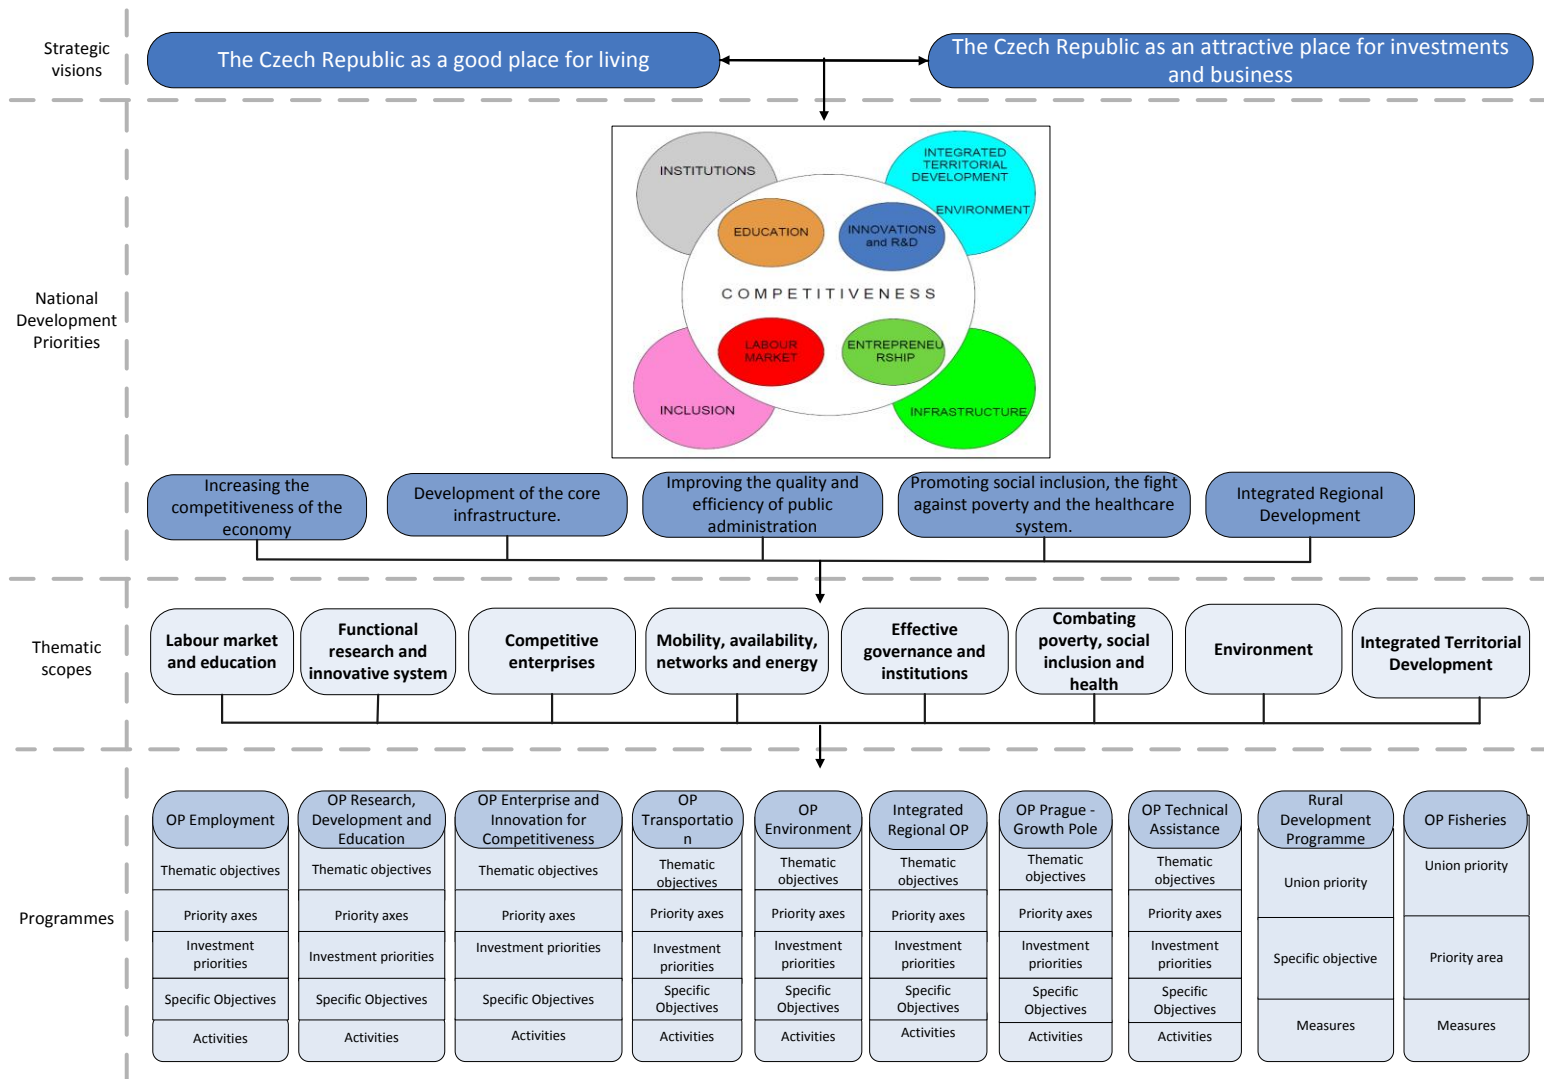 Strategic
visions
The Czech Republic as a good place for living
The Czech Republic as an attractive place for investments
and business
National
Development
Priorities
INSTITUTIONS
INTEGRATED
TERRITORIAL
DEVELOPMENT
ENVIRONMENT
EDUCATION
INNOVATIONS
and R&D
COMPETITIVENESS
LABOUR
MARKET
ENTREPRENEU
RSHIP
INCLUSION
INFRASTRUCTURE
Increasing the
competitiveness of the
economy
Development of the core
infrastructure.
Improving the quality and
efficiency of public
administration
Promoting social inclusion, the fight
against poverty and the healthcare
system.
Integrated Regional
Development
Thematic
scopes
Labour market
and education
Functional
research and
innovative system
Competitive
enterprises
Mobility, availability,
networks and energy
Effective
governance and
institutions
Combating
poverty, social
inclusion and
health
Environment
Integrated Territorial
Development
Programmes
OP Employment
Thematic objectives
Priority axes
Investment
priorities
Specific Objectives
Activities
OP Research,
Development and
Education
Thematic objectives
Priority axes
Investment priorities
Specific Objectives
Activities
OP Enterprise and
Innovation for
Competitiveness
Thematic objectives
Priority axes
Investment priorities
Specific Objectives
Activities
OP
Transportatio
n
Thematic
objectives
Priority axes
Investment
priorities
Specific
Objectives
Activities
OP
Environment
Thematic
objectives
Priority axes
Investment
priorities
Specific
Objectives
Activities
Integrated
Regional OP
Thematic
objectives
Priority axes
Investment
priorities
Specific
Objectives
Activities
OP Prague -
Growth Pole
Thematic
objectives
Priority axes
Investment
priorities
Specific
Objectives
Activities
OP Technical
Assistance
Thematic
objectives
Priority axes
Investment
priorities
Specific
Objectives
Activities
Rural
Development
Programme
Union priority
Specific objective
Measures
OP Fisheries
Union priority
Priority area
Measures